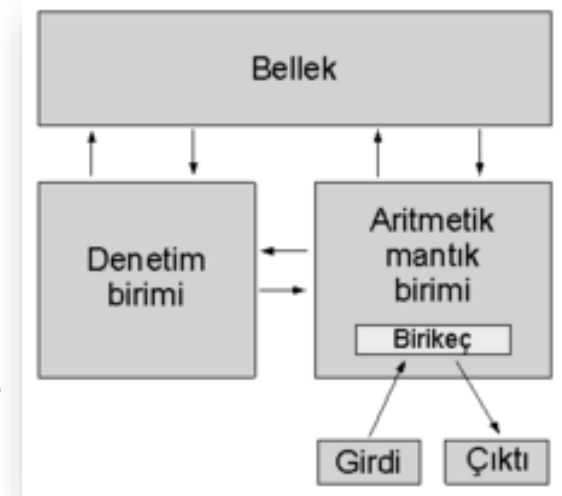 Bellek
Denetim
birimi
Aritmetik
mantık
birimi
Birikeç
Girdi
Çıktı